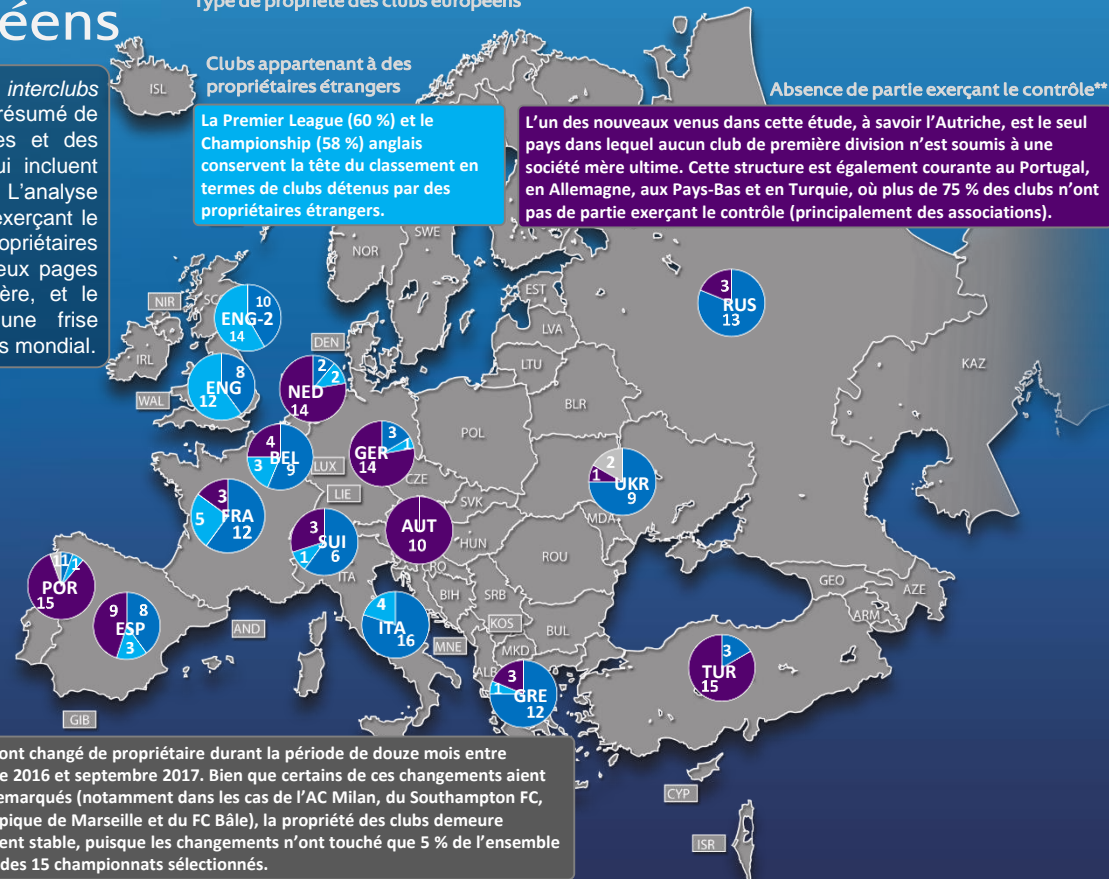 éens
Type de propriété des clubs européens
interclubs
résumé de
es et des
ui incluent
L'analyse
exerçant le
opriétaires
eux pages
ère, et le
une frise
s mondial.
Clubs appartenant à des
propriétaires étrangers
La Premier League (60 %) et le
Championship (58 %) anglais
conservent la tête du classement en
termes de clubs détenus par des
propriétaires étrangers.
Absence de partie exerçant le contrôle**
L'un des nouveaux venus dans cette étude, à savoir l'Autriche, est le seul
pays dans lequel aucun club de première division n'est soumis à une
société mère ultime. Cette structure est également courante au Portugal,
en Allemagne, aux Pays-Bas et en Turquie, où plus de 75 % des clubs n'ont
pas de partie exerçant le contrôle (principalement des associations).
ISL
SWE
NOR
EST
LVA
LTU
BLR
KAZ
NIR
SC
IRL
WAL
DEN
POL
LUX
CZE
LIE
SVK
HUN
MDA
ROU
ITA
RO
BIH
SRB
KOS
BUL
MNE
MKD
ALB
AND
GIB
GEO
ARM
AZE
CYP
ISR
10
ENG-2
14
8
ENG
12
2
2
NED
14
3
RUS
13
4
BEL
3
9
3
1
GER
14
2
1
UKR
9
3
FRA
5
12
3
SUI
1
6
AUT
10
1
1
1
POR
15
9
8
ESP
3
4
ITA
16
3
1
GRE
12
3
TUR
15
ont changé de propriétaire durant la période de douze mois entre
e 2016 et septembre 2017. Bien que certains de ces changements aient
emarqués (notamment dans les cas de l'AC Milan, du Southampton FC,
pique de Marseille et du FC Bâle), la propriété des clubs demeure
ent stable, puisque les changements n'ont touché que 5 % de l'ensemble
des 15 championnats sélectionnés.